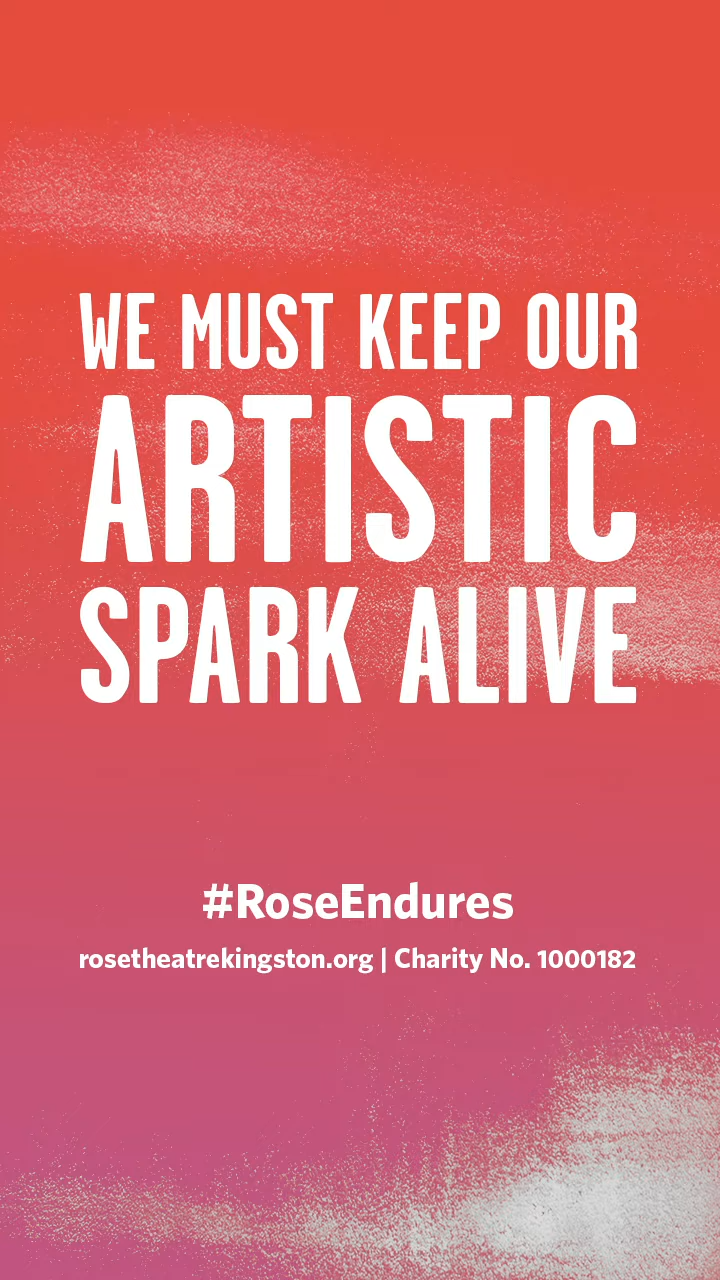 WE MUST KEEP OUR
ARTISTIC
SPARK ALIVE
#RoseEndures
rosetheatrekingston.org | Charity No. 1000182